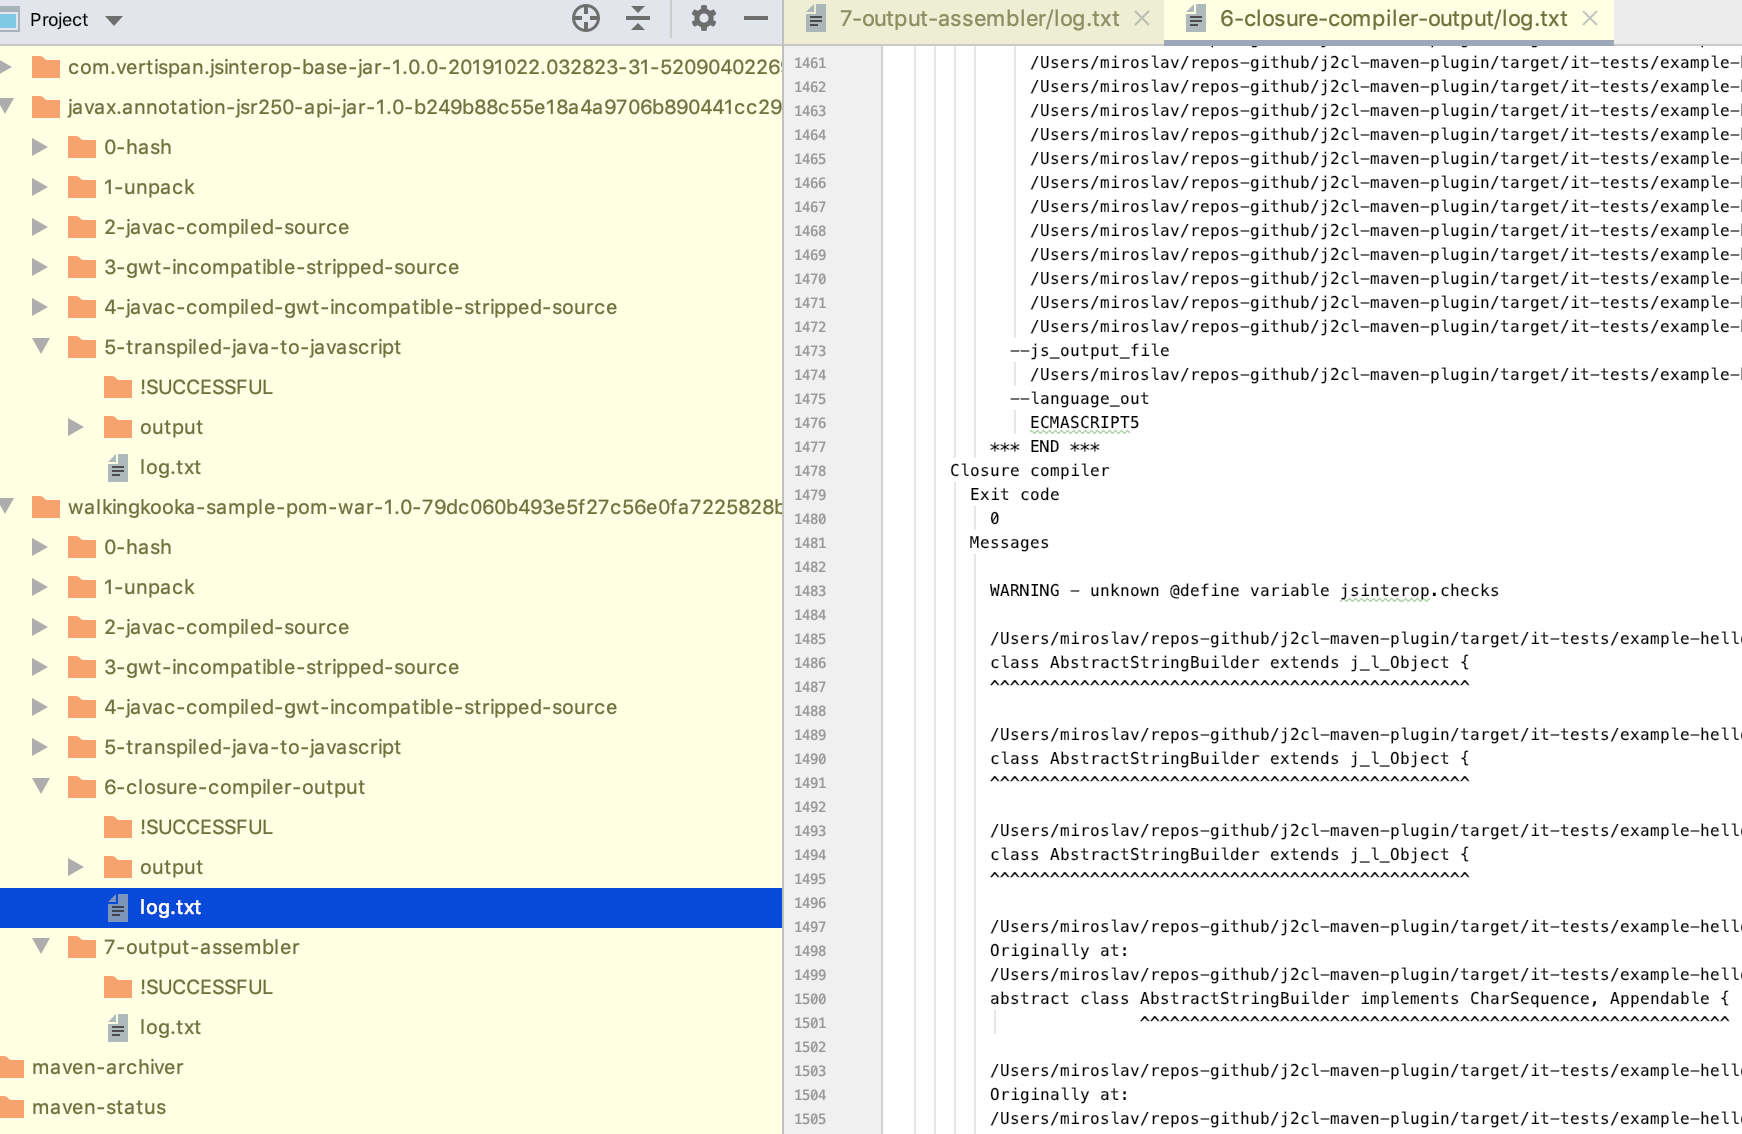 Project
com.vertispan.jsinterop-base-jar-1.0.0-20191022.032823-31-52090402269
javax.annotation-jsr250-api-jar-1.0-b249b88c55e18a4a9706b890441cc29
0-hash
1-unpack
2-javac-compiled-source
3-gwt-incompatible-stripped-source
4-javac-compiled-gwt-incompatible-stripped-source
5-transpiled-java-to-javascript
!SUCCESSFUL
output
log.txt
walkingkooka-sample-pom-war-1.0-79dc060b493e5f27c56e0fa7225828b
0-hash
1-unpack
2-javac-compiled-source
3-gwt-incompatible-stripped-source
4-javac-compiled-gwt-incompatible-stripped-source
5-transpiled-java-to-javascript
6-closure-compiler-output
!SUCCESSFUL
output
log.txt
7-output-assembler
!SUCCESSFUL
log.txt
maven-archiver
maven-status
7-output-assembler/log.txt
6-closure-compiler-output/log.txt
1461 /Users/miroslav/repos-github/j2cl-maven-plugin/target/it-tests/example-h
1462 /Users/miroslav/repos-github/j2cl-maven-plugin/target/it-tests/example-h
1463 /Users/miroslav/repos-github/j2cl-maven-plugin/target/it-tests/example-h
1464 /Users/miroslav/repos-github/j2cl-maven-plugin/target/it-tests/example-h
1465 /Users/miroslav/repos-github/j2cl-maven-plugin/target/it-tests/example-h
1466 /Users/miroslav/repos-github/j2cl-maven-plugin/target/it-tests/example-h
1467 /Users/miroslav/repos-github/j2cl-maven-plugin/target/it-tests/example-h
1468 /Users/miroslav/repos-github/j2cl-maven-plugin/target/it-tests/example-h
1469 /Users/miroslav/repos-github/j2cl-maven-plugin/target/it-tests/example-h
1470 /Users/miroslav/repos-github/j2cl-maven-plugin/target/it-tests/example-h
1471 /Users/miroslav/repos-github/j2cl-maven-plugin/target/it-tests/example-h
1472 /Users/miroslav/repos-github/j2cl-maven-plugin/target/it-tests/example-h
1473 --js_output_file
1474 /Users/miroslav/repos-github/j2cl-maven-plugin/target/it-tests/example-h
1475 --language_out
1476 ECMASCRIPT5
1477 *** END ***
1478 Closure compiler
1479 Exit code
1480 0
1481 Messages
1482
1483 WARNING - unknown @define variable jsinterop.checks
1484
1485 /Users/miroslav/repos-github/j2cl-maven-plugin/target/it-tests/example-hello
1486 class AbstractStringBuilder extends j_l_Object {
1487 ^^^^^^^^^^^^^^^^^^^^^^^^^^^^^^^^^^^^^^^^^^^^^^^^
1488
1489 /Users/miroslav/repos-github/j2cl-maven-plugin/target/it-tests/example-hello
1490 class AbstractStringBuilder extends j_l_Object {
1491 ^^^^^^^^^^^^^^^^^^^^^^^^^^^^^^^^^^^^^^^^^^^^^^^^
1492
1493 /Users/miroslav/repos-github/j2cl-maven-plugin/target/it-tests/example-hello
1494 class AbstractStringBuilder extends j_l_Object {
1495 ^^^^^^^^^^^^^^^^^^^^^^^^^^^^^^^^^^^^^^^^^^^^^^^^
1496
1497 /Users/miroslav/repos-github/j2cl-maven-plugin/target/it-tests/example-hello
1498 Originally at:
1499 /Users/miroslav/repos-github/j2cl-maven-plugin/target/it-tests/example-hello
1500 abstract class AbstractStringBuilder implements CharSequence, Appendable {
1501 ^^^^^^^^^^^^^^^^^^^^^^^^^^^^^^^^^^^^^^^^^^^^^^^^^^^^^^^^^^^
1502
1503 /Users/miroslav/repos-github/j2cl-maven-plugin/target/it-tests/example-hello
1504 Originally at:
1505 /Users/miroslav/repos-github/j2cl-maven-plugin/target/it-tests/example-hello